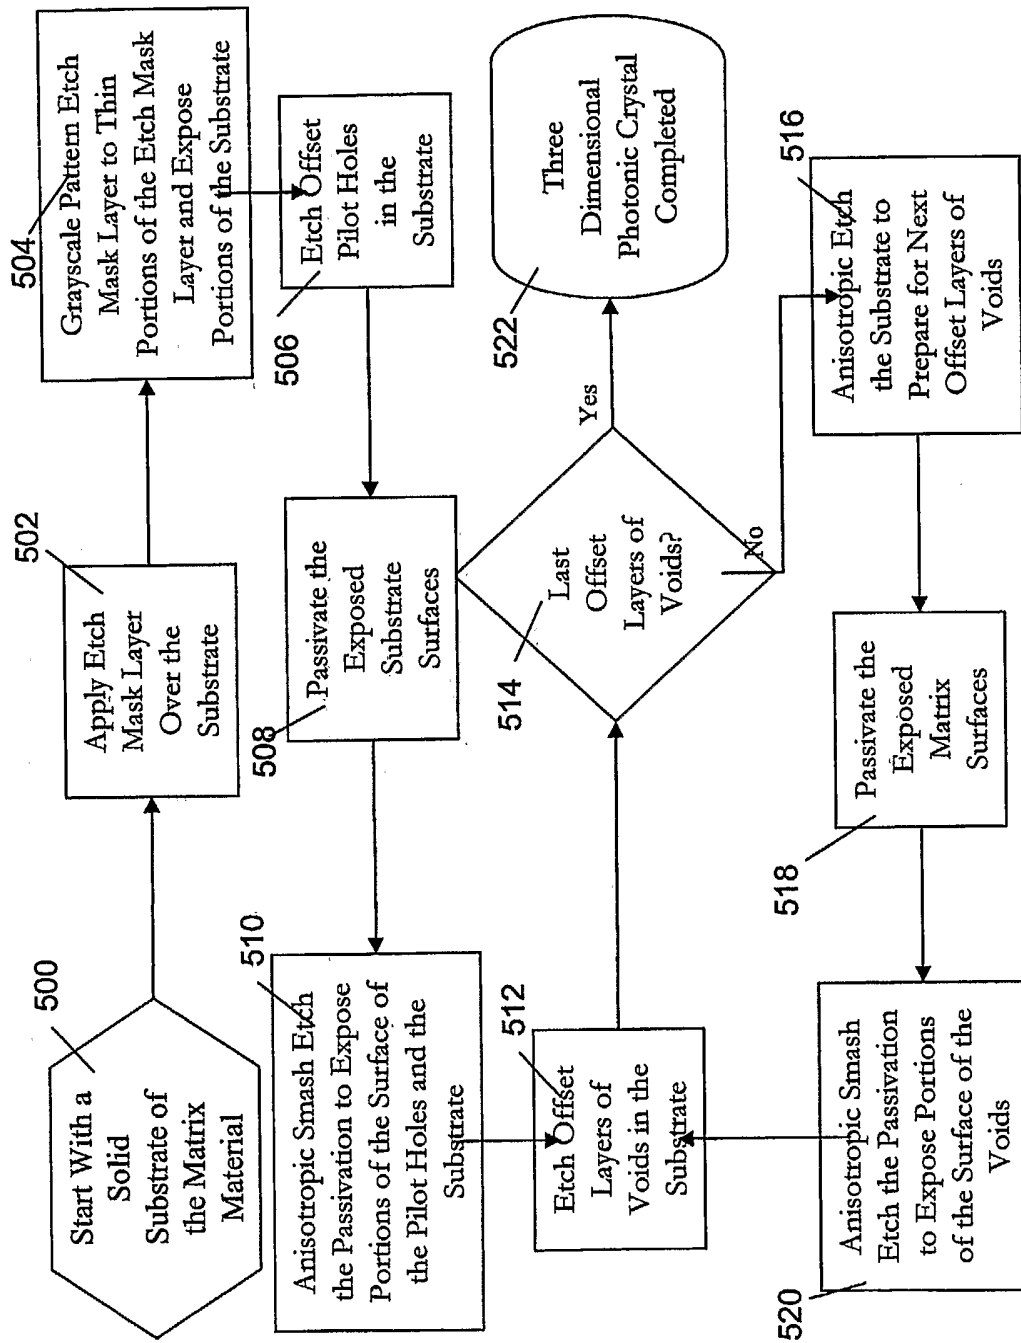 500
Start With a
Solid
Substrate of
the Matrix
Material
502
Apply Etch
Mask Layer
Over the
Substrate
504
Grayscale Pattern Etch
Mask Layer to Thin
Portions of the Etch Mask
Layer and Expose
Portions of the Substrate
506
Etch Offset
Pilot Holes
in the
Substrate
508
Passivate the
Exposed
Substrate
Surfaces
510
Anisotropic Smash Etch
the Passivation to Expose
Portions of the Surface of
the Pilot Holes and the
Substrate
512
Etch Offset
Layers of
Voids in the
Substrate
514
Last
Offset
Layers of
Voids?
Yes
No
522
Three
Dimensional
Photonic Crystal
Completed
516
Anisotropic Etch
the Substrate to
Prepare for Next
Offset Layers of
Voids
518
Passivate the
Exposed
Matrix
Surfaces
520
Anisotropic Smash
Etch the Passivation
to Expose Portions
of the Surface of the
Voids